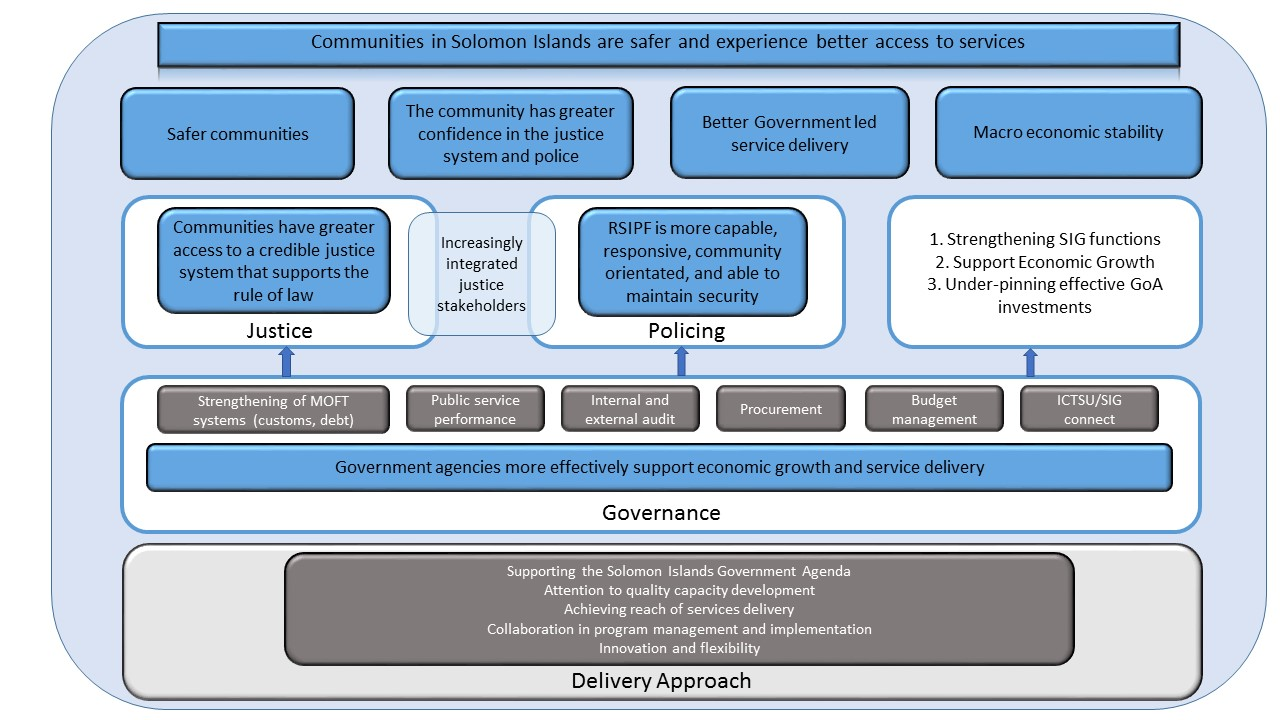 Communities in Solomon Islands are safer and experience better access to services
Safer communities
The community has greater
confidence in the justice
system and police
Better Government led
service delivery
Macro economic stability
Communities have greater
access to a credible justice
system that supports the
rule of law
Justice
Increasingly
integrated
justice
stakeholders
RSIPF is more capable,
responsive, community
orientated, and able to
maintain security
Policing
1. Strengthening SIG functions
2. Support Economic Growth
3. Under-pinning effective GoA
investments
Strengthening of MOFT
systems (customs, debt)
Public service
performance
Internal and
external audit
Procurement
Budget
management
ICTSU/SIG
connect
Government agencies more effectively support economic growth and service delivery
Governance
Supporting the Solomon Islands Government Agenda
Attention to quality capacity development
Achieving reach of services delivery
Collaboration in program management and implementation
Innovation and flexibility
Delivery Approach